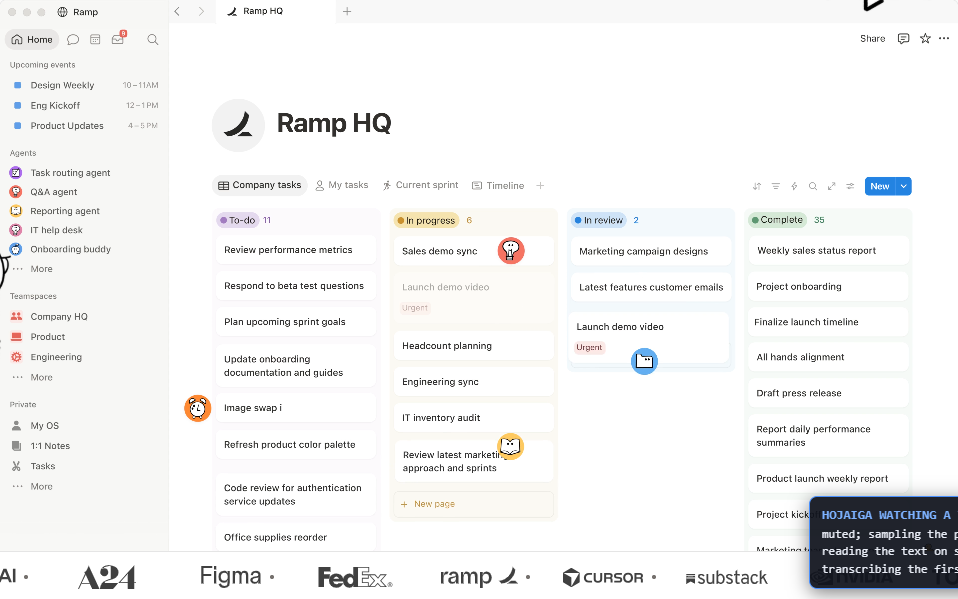 Ramp
Ramp HQ
Home
8
Share
Upcoming events
Design Weekly 10–11AM
Eng Kickoff 12–1 PM
Product Updates 4–5 PM
Agents
Task routing agent
Q&A agent
Reporting agent
IT help desk
Onboarding buddy
More
Teamspaces
Company HQ
Product
Engineering
More
Private
My OS
1:1 Notes
Tasks
More
Ramp HQ
Company tasks My tasks Current sprint Timeline
New
To-do 11
Review performance metrics
Respond to beta test questions
Plan upcoming sprint goals
Update onboarding
documentation and guides
Image swap i
Refresh product color palette
Code review for authentication
service updates
Office supplies reorder
In progress 6
Sales demo sync
Launch demo video
Urgent
Headcount planning
Engineering sync
IT inventory audit
Review latest marketing
approach and sprints
+ New page
In review 2
Marketing campaign designs
Latest features customer emails
Launch demo video
Urgent
Complete 35
Weekly sales status report
Project onboarding
Finalize launch timeline
All hands alignment
Draft press release
Report daily performance
summaries
Product launch weekly report
Project kick
Marketing t
HOJAIGA WATCHING A
muted; sampling the p
reading the text on s
transcribing the firs
AI
A24
Figma
FedEx
ramp
CURSOR
substack
NVIDIA
TO